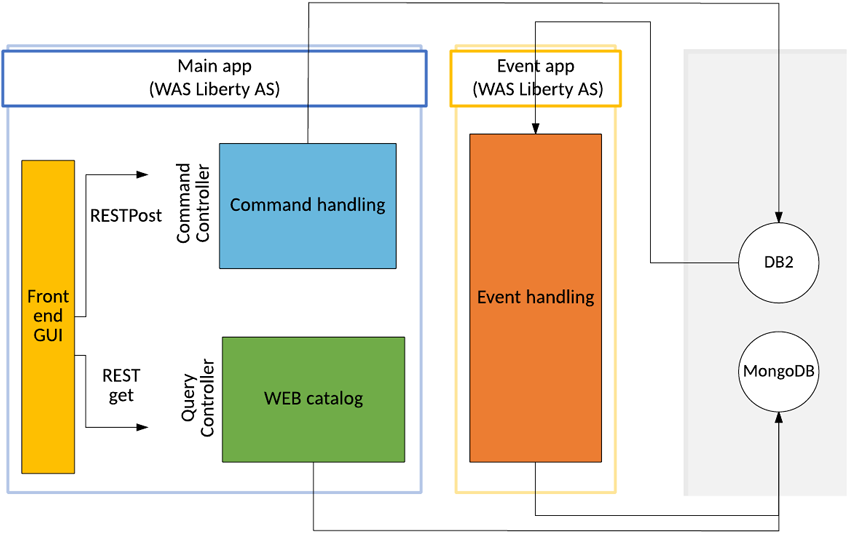 Main app
(WAS Liberty AS)
Event app
(WAS Liberty AS)
Front
end
GUI
RESTPost
REST
get
Command
Controller
Command handling
Query
Controller
WEB catalog
Event handling
DB2
MongoDB